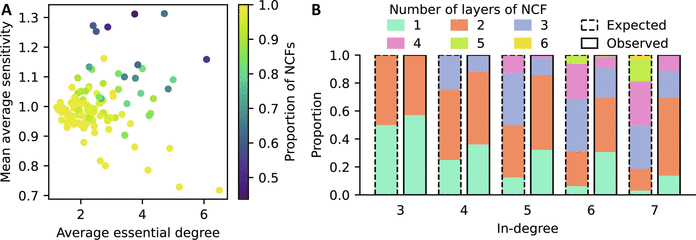 A
Mean average sensitivity
1.3
1.2
1.1
1.0
0.9
0.8
0.7
2
4
6
Average essential degree
1.0
0.9
0.8
0.7
0.6
0.5
Proportion of NCFs
B
Number of layers of NCF
1 2 3
4 5 6
Expected
Observed
Proportion
1.0
0.8
0.6
0.4
0.2
0.0
3 4 5 6 7
In-degree